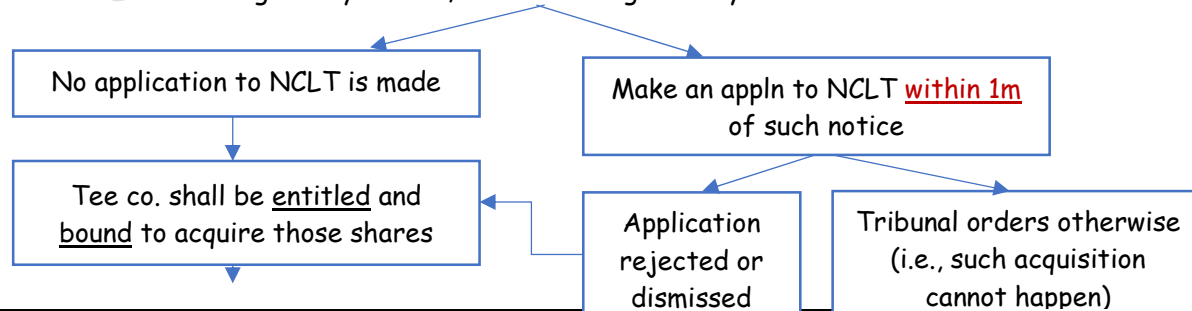 No application to NCLT is made
Make an appln to NCLT within 1m
of such notice
Tee co. shall be entitled and
bound to acquire those shares
Application
rejected or
dismissed
Tribunal orders otherwise
(i.e., such acquisition
cannot happen)